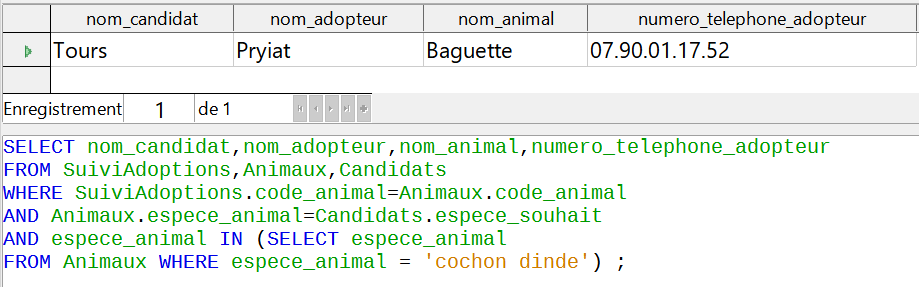 nom_candidat nom_adopteur nom_animal numero_telephone_adopteur
Tours Pryiat Baguette 07.90.01.17.52
Enregistrement 1 de 1
SELECT nom_candidat,nom_adopteur,nom_animal,numero_telephone_adopteur
FROM SuiviAdoptions,Animaux,Candidats
WHERE SuiviAdoptions.code_animal=Animaux.code_animal
AND Animaux.espece_animal=Candidats.espece_souhait
AND espece_animal IN (SELECT espece_animal
FROM Animaux WHERE espece_animal = 'cochon dinde') ;